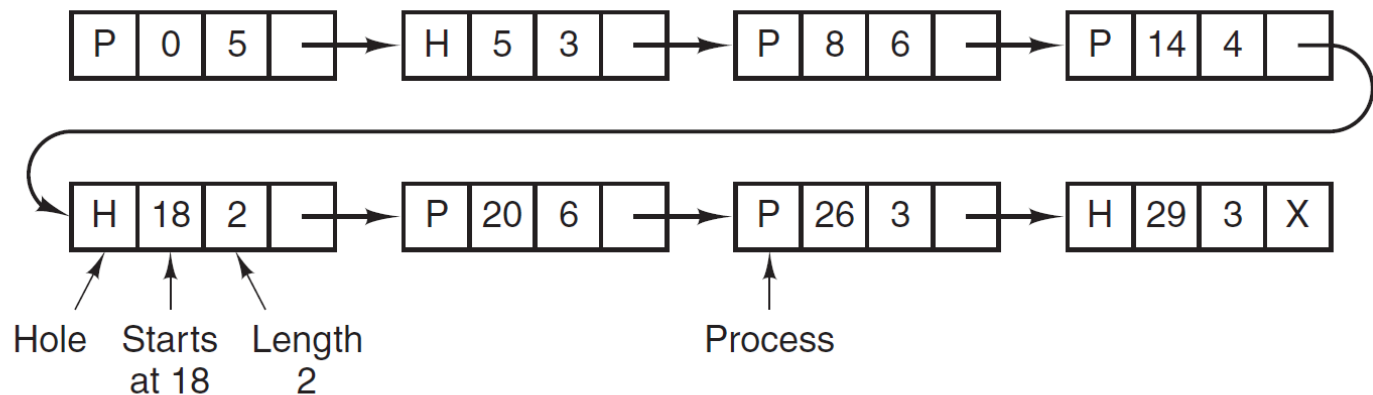 P 0 5 H 5 3 P 8 6 P 14 4
H 18 2 P 20 6 P 26 3 H 29 3 X
Hole Starts Length Process
at 18 2